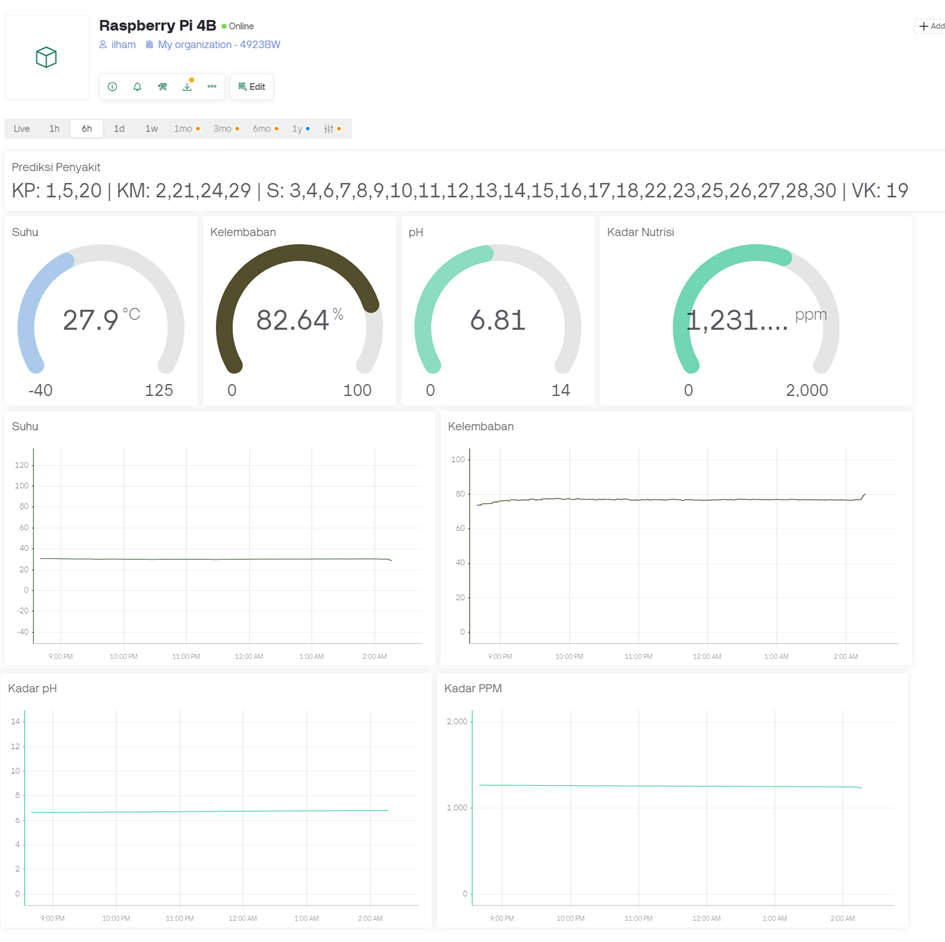 Raspberry Pi 4B Online
ilham My organization - 4923BW
Add
Edit
Live 1h 6h 1d 1w 1mo 3mo 6mo 1y
Prediksi Penyakit
KP: 1,5,20 | KM: 2,21,24,29 | S: 3,4,6,7,8,9,10,11,12,13,14,15,16,17,18,22,23,25,26,27,28,30 | VK: 19
Suhu
27.9 °C
-40 125
Kelembaban
82.64 %
0 100
pH
6.81
0 14
Kadar Nutrisi
1,231.... ppm
0 2,000
Suhu
120
100
80
60
40
20
0
-20
-40
9:00 PM 10:00 PM 11:00 PM 12:00 AM 1:00 AM 2:00 AM
Kelembaban
100
80
60
40
20
0
9:00 PM 10:00 PM 11:00 PM 12:00 AM 1:00 AM 2:00 AM
Kadar pH
14
12
10
8
6
4
2
0
9:00 PM 10:00 PM 11:00 PM 12:00 AM 1:00 AM 2:00 AM
Kadar PPM
2,000
1,000
0
9:00 PM 10:00 PM 11:00 PM 12:00 AM 1:00 AM 2:00 AM